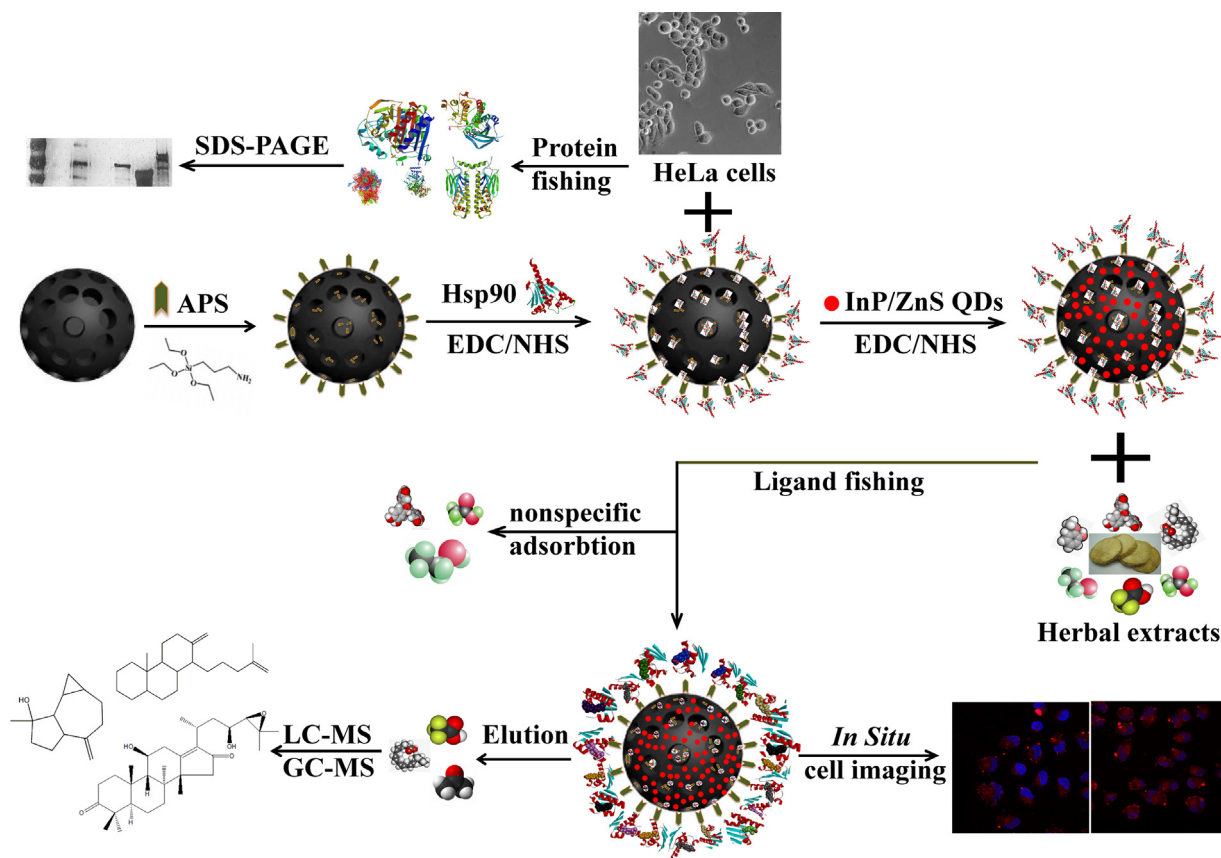 SDS-PAGE
Protein
fishing
HeLa cells
APS
Hsp90
EDC/NHS
InP/ZnS QDs
EDC/NHS
O
Si
NH2
O
O
Ligand fishing
nonspecific
adsorbtion
Herbal extracts
HO
LC-MS
GC-MS
Elution
In Situ
cell imaging
O
OH
HO
O
O
H
H